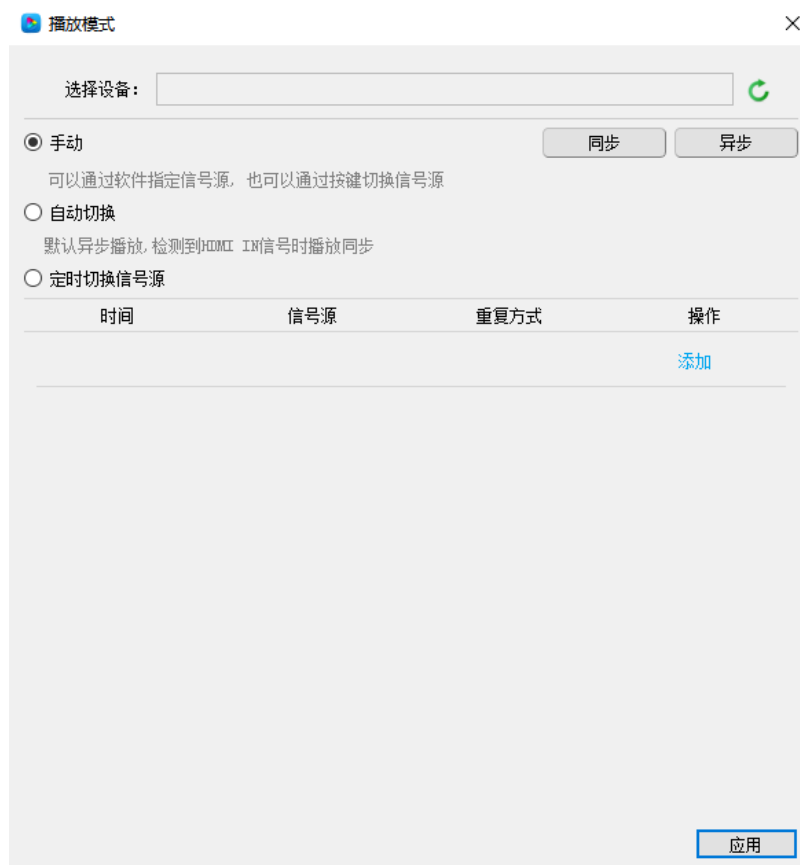 播放模式
选择设备：
手动 同步 异步
可以通过软件指定信号源, 也可以通过按键切换信号源
自动切换
默认异步播放,检测到HDMI IN信号时播放同步
定时切换信号源
时间 信号源 重复方式 操作
添加
应用